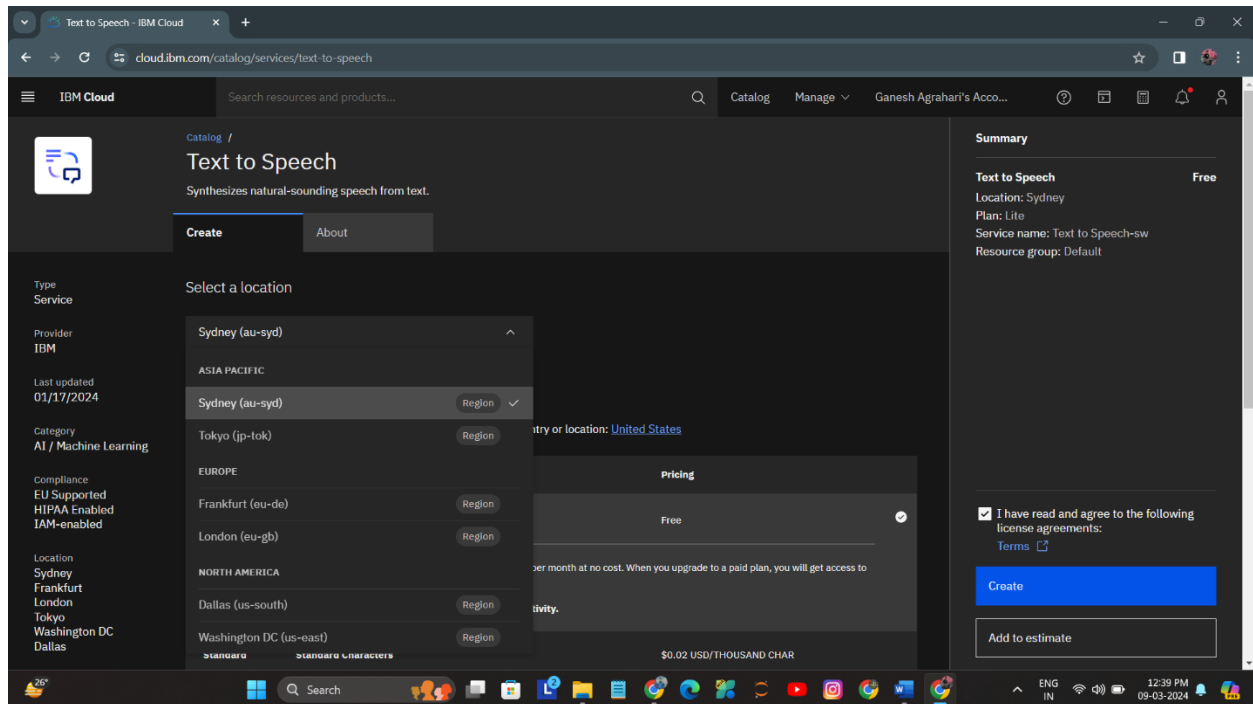 Text to Speech - IBM Cloud
cloud.ibm.com/catalog/services/text-to-speech
IBM Cloud
Search resources and products...
Catalog
Manage
Ganesh Agrahari's Acco...
Catalog /
Text to Speech
Synthesizes natural-sounding speech from text.
Create
About
Type
Service
Provider
IBM
Last updated
01/17/2024
Category
AI / Machine Learning
Compliance
EU Supported
HIPAA Enabled
IAM-enabled
Location
Sydney
Frankfurt
London
Tokyo
Washington DC
Dallas
Select a location
Sydney (au-syd)
ASIA PACIFIC
Sydney (au-syd) Region
Tokyo (jp-tok) Region
EUROPE
Frankfurt (eu-de) Region
London (eu-gb) Region
NORTH AMERICA
Dallas (us-south) Region
Washington DC (us-east) Region
ntry or location: United States
Pricing
Free
per month at no cost. When you upgrade to a paid plan, you will get access to
tivity.
Standard Standard Characters $0.02 USD/THOUSAND CHAR
Summary
Text to Speech Free
Location: Sydney
Plan: Lite
Service name: Text to Speech-sw
Resource group: Default
I have read and agree to the following
license agreements:
Terms
Create
Add to estimate
26°
Search
ENG
IN
12:39 PM
09-03-2024